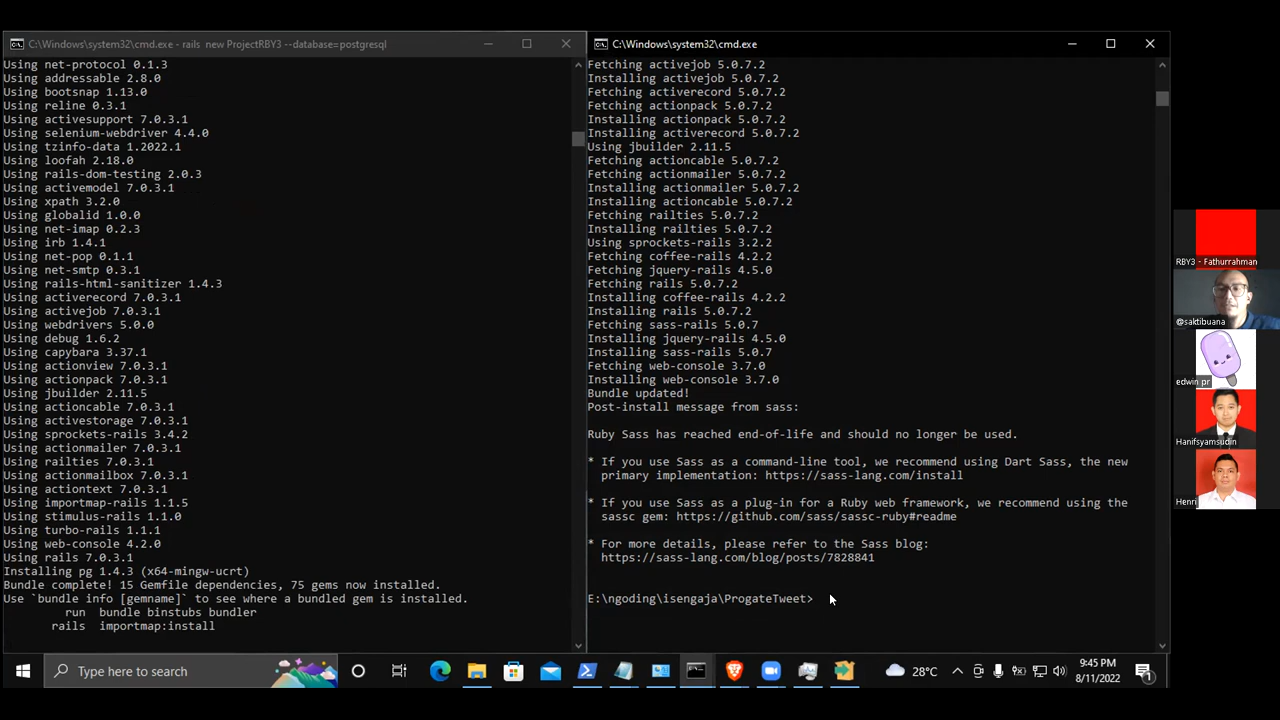 C:\Windows\system32\cmd.exe - rails  new ProjectRBY3 --database=postgresql
Using net-protocol 0.1.3
Using addressable 2.8.0
Using bootsnap 1.13.0
Using reline 0.3.1
Using activesupport 7.0.3.1
Using selenium-webdriver 4.4.0
Using tzinfo-data 1.2022.1
Using loofah 2.18.0
Using rails-dom-testing 2.0.3
Using activemodel 7.0.3.1
Using xpath 3.2.0
Using globalid 1.0.0
Using net-imap 0.2.3
Using irb 1.4.1
Using net-pop 0.1.1
Using net-smtp 0.3.1
Using rails-html-sanitizer 1.4.3
Using activerecord 7.0.3.1
Using activejob 7.0.3.1
Using webdrivers 5.0.0
Using debug 1.6.2
Using capybara 3.37.1
Using actionview 7.0.3.1
Using actionpack 7.0.3.1
Using jbuilder 2.11.5
Using actioncable 7.0.3.1
Using activestorage 7.0.3.1
Using sprockets-rails 3.4.2
Using actionmailer 7.0.3.1
Using railties 7.0.3.1
Using actionmailbox 7.0.3.1
Using actiontext 7.0.3.1
Using importmap-rails 1.1.5
Using stimulus-rails 1.1.0
Using turbo-rails 1.1.1
Using web-console 4.2.0
Using rails 7.0.3.1
Installing pg 1.4.3 (x64-mingw-ucrt)
Bundle complete! 15 Gemfile dependencies, 75 gems now installed.
Use `bundle info [gemname]` to see where a bundled gem is installed.
run  bundle binstubs bundler
rails  importmap:install
C:\Windows\system32\cmd.exe
Fetching activejob 5.0.7.2
Installing activejob 5.0.7.2
Fetching activerecord 5.0.7.2
Fetching actionpack 5.0.7.2
Installing actionpack 5.0.7.2
Installing activerecord 5.0.7.2
Using jbuilder 2.11.5
Fetching actioncable 5.0.7.2
Fetching actionmailer 5.0.7.2
Installing actionmailer 5.0.7.2
Installing actioncable 5.0.7.2
Fetching railties 5.0.7.2
Installing railties 5.0.7.2
Using sprockets-rails 3.2.2
Fetching coffee-rails 4.2.2
Fetching jquery-rails 4.5.0
Fetching rails 5.0.7.2
Installing coffee-rails 4.2.2
Installing rails 5.0.7.2
Fetching sass-rails 5.0.7
Installing jquery-rails 4.5.0
Installing sass-rails 5.0.7
Fetching web-console 3.7.0
Installing web-console 3.7.0
Bundle updated!
Post-install message from sass:
Ruby Sass has reached end-of-life and should no longer be used.
* If you use Sass as a command-line tool, we recommend using Dart Sass, the new
primary implementation: https://sass-lang.com/install
* If you use Sass as a plug-in for a Ruby web framework, we recommend using the
sassc gem: https://github.com/sass/sassc-ruby#readme
* For more details, please refer to the Sass blog:
https://sass-lang.com/blog/posts/7828841
E:\ngoding\isengaja\ProgateTweet>
RBY3 - Fathurrahman
@saktibuana
edwin pr
Hanifsyamsudin
Henri
Type here to search
28°C
9:45 PM
8/11/2022
1